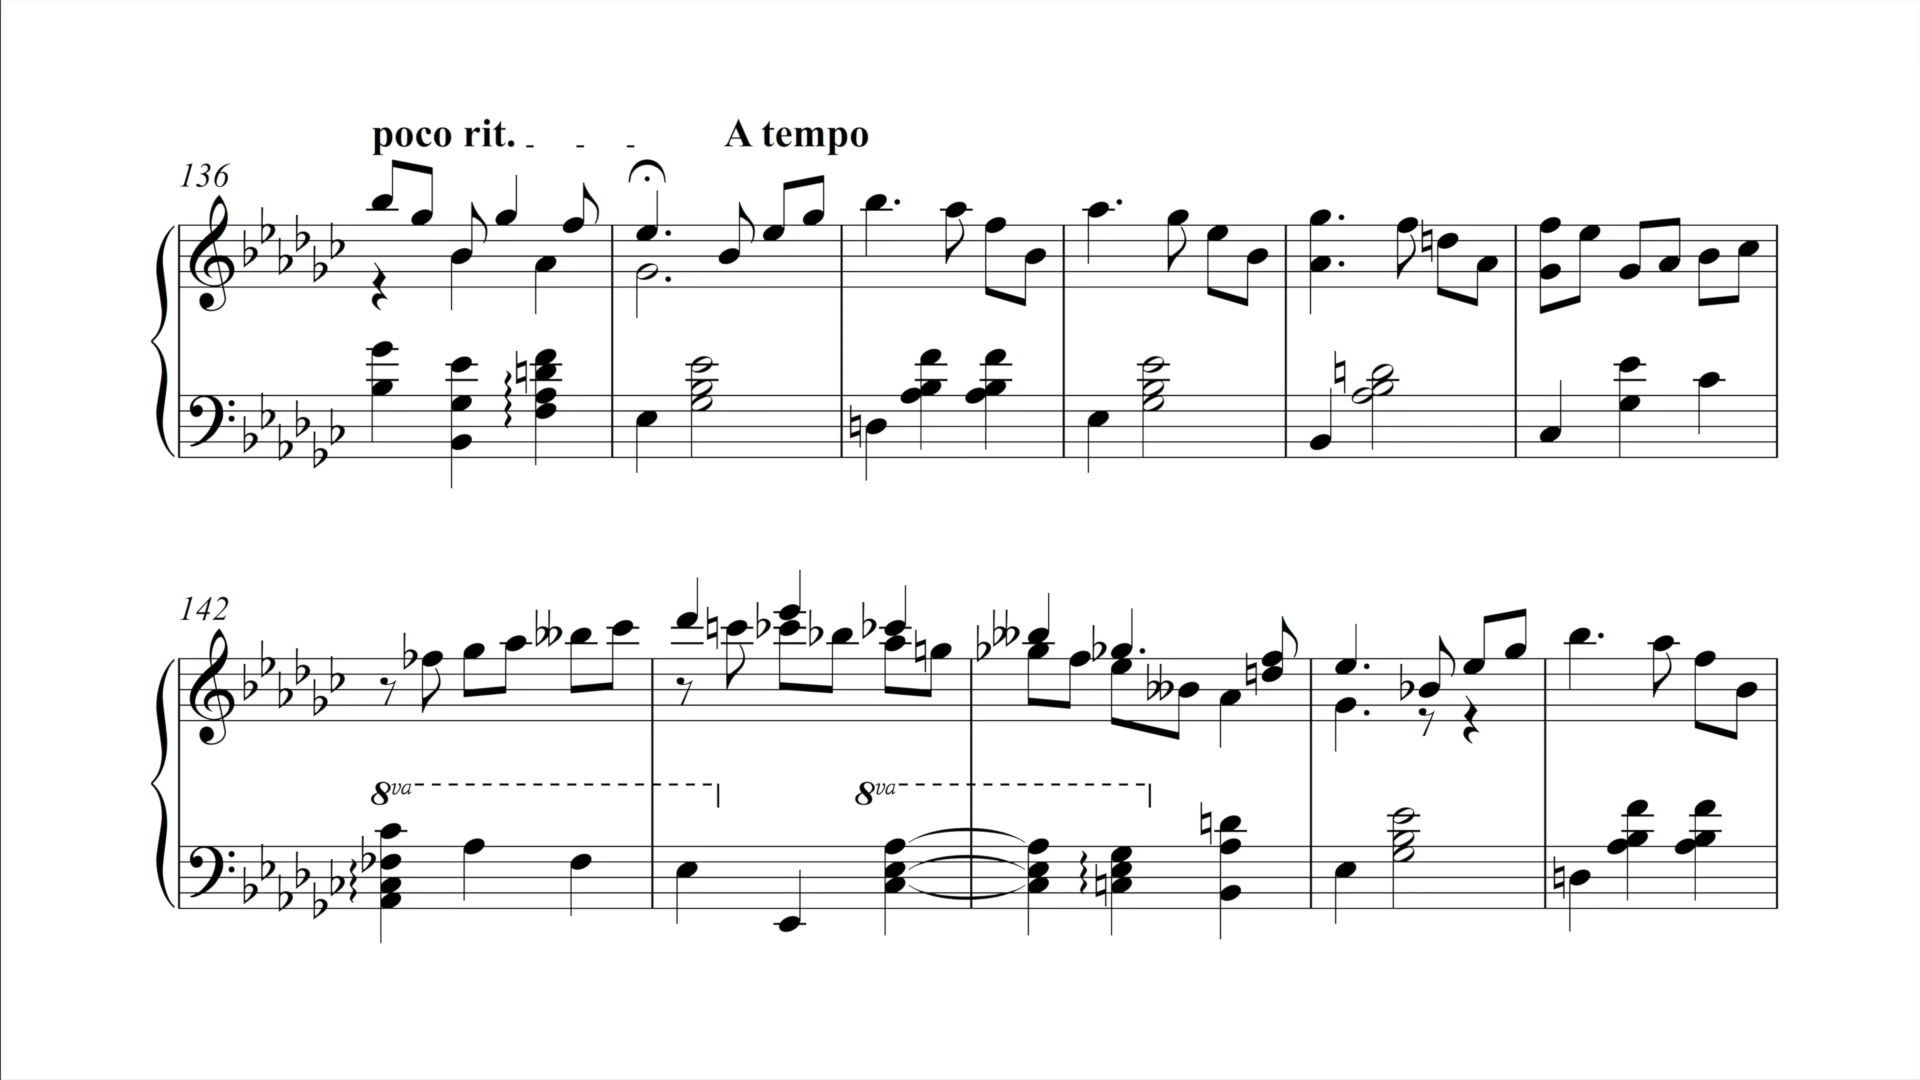 poco rit. - - - A tempo
136
142
8va
8va